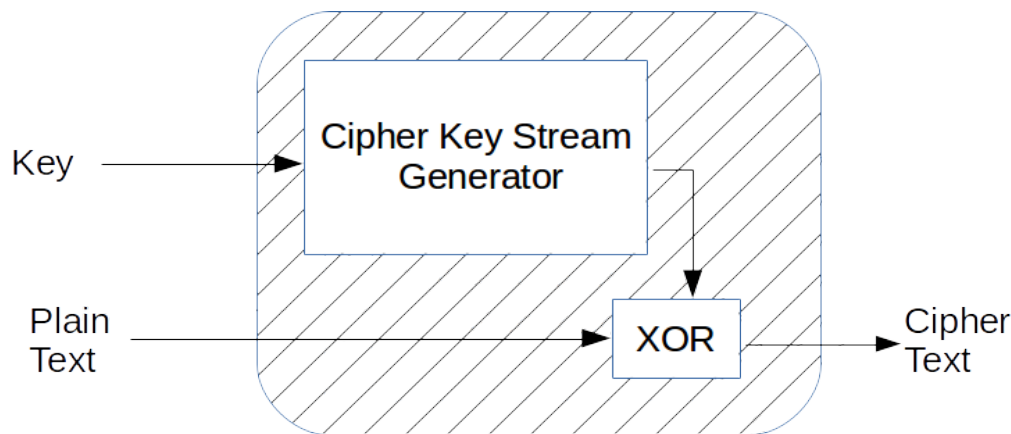 Cipher Key Stream
Generator
Key
Plain
Text
XOR
Cipher
Text